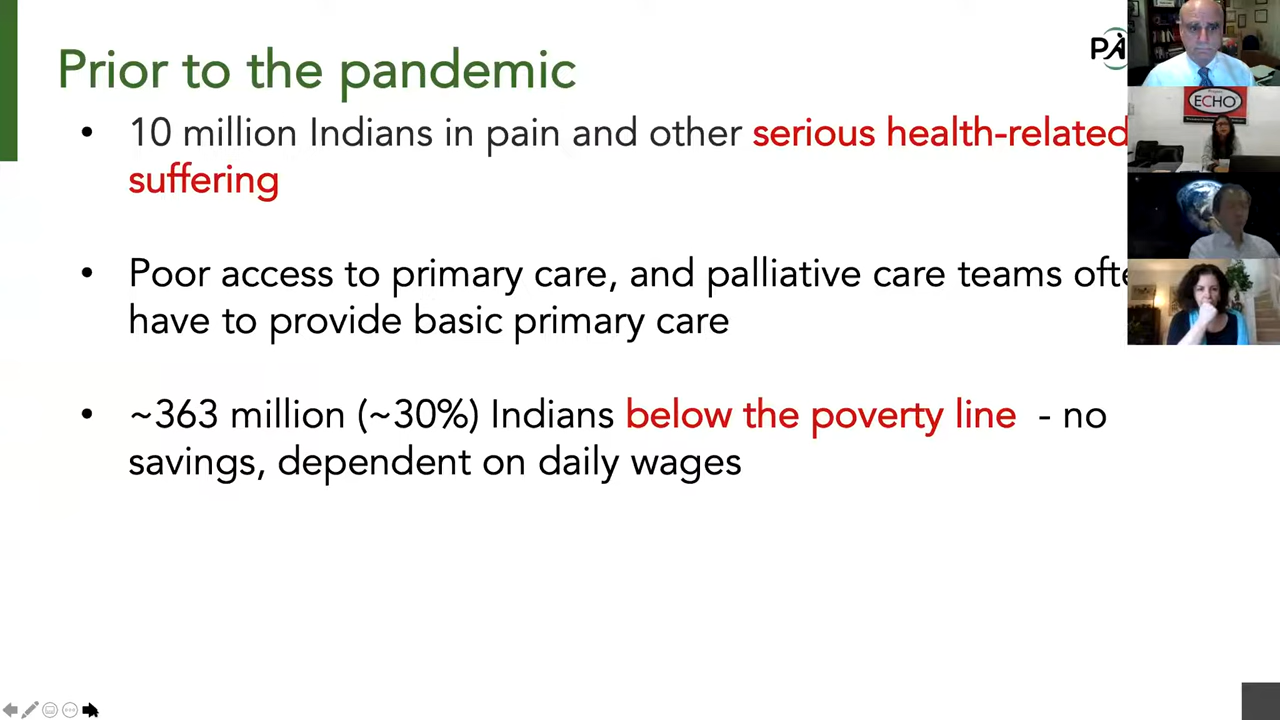 Prior to the pandemic
PA
10 million Indians in pain and other serious health-related
suffering
ECHO
Poor access to primary care, and palliative care teams ofte
have to provide basic primary care
~363 million (~30%) Indians below the poverty line - no
savings, dependent on daily wages